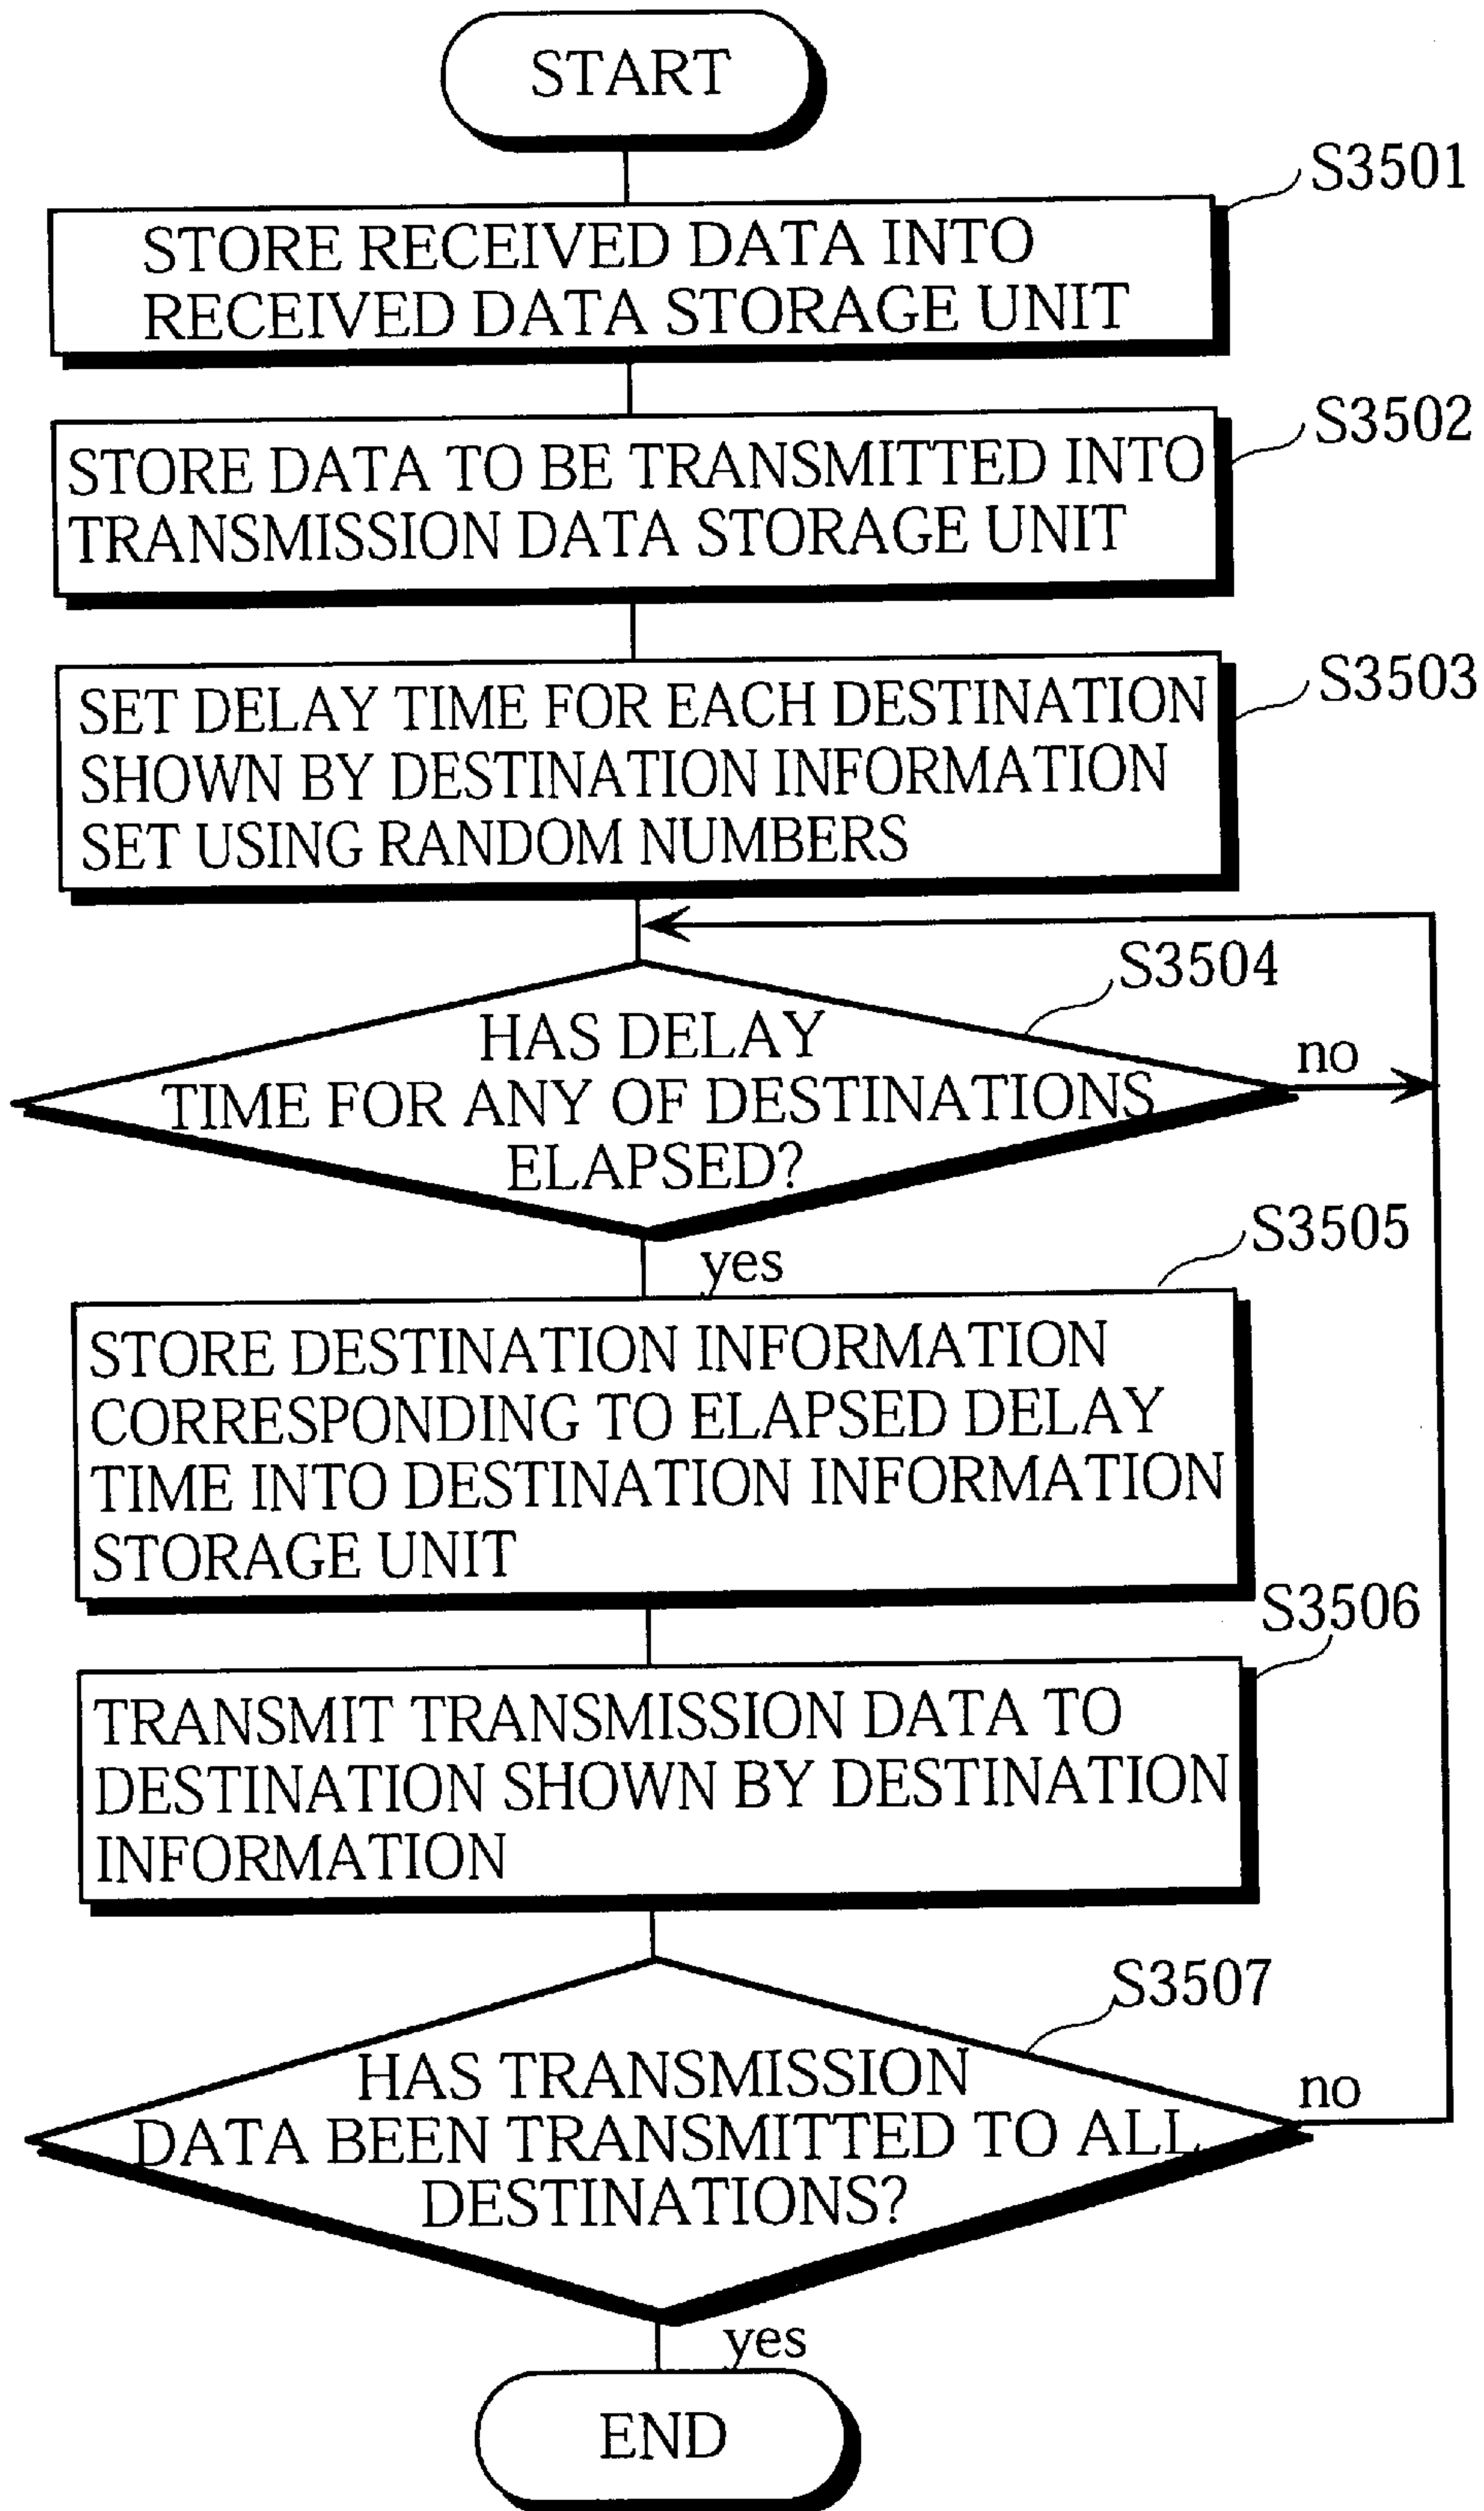 START
S3501
STORE RECEIVED DATA INTO
RECEIVED DATA STORAGE UNIT
S3502
STORE DATA TO BE TRANSMITTED INTO
TRANSMISSION DATA STORAGE UNIT
S3503
SET DELAY TIME FOR EACH DESTINATION
SHOWN BY DESTINATION INFORMATION
SET USING RANDOM NUMBERS
S3504
HAS DELAY
TIME FOR ANY OF DESTINATIONS
ELAPSED?
no
yes
S3505
STORE DESTINATION INFORMATION
CORRESPONDING TO ELAPSED DELAY
TIME INTO DESTINATION INFORMATION
STORAGE UNIT
S3506
TRANSMIT TRANSMISSION DATA TO
DESTINATION SHOWN BY DESTINATION
INFORMATION
S3507
HAS TRANSMISSION
DATA BEEN TRANSMITTED TO ALL
DESTINATIONS?
no
yes
END